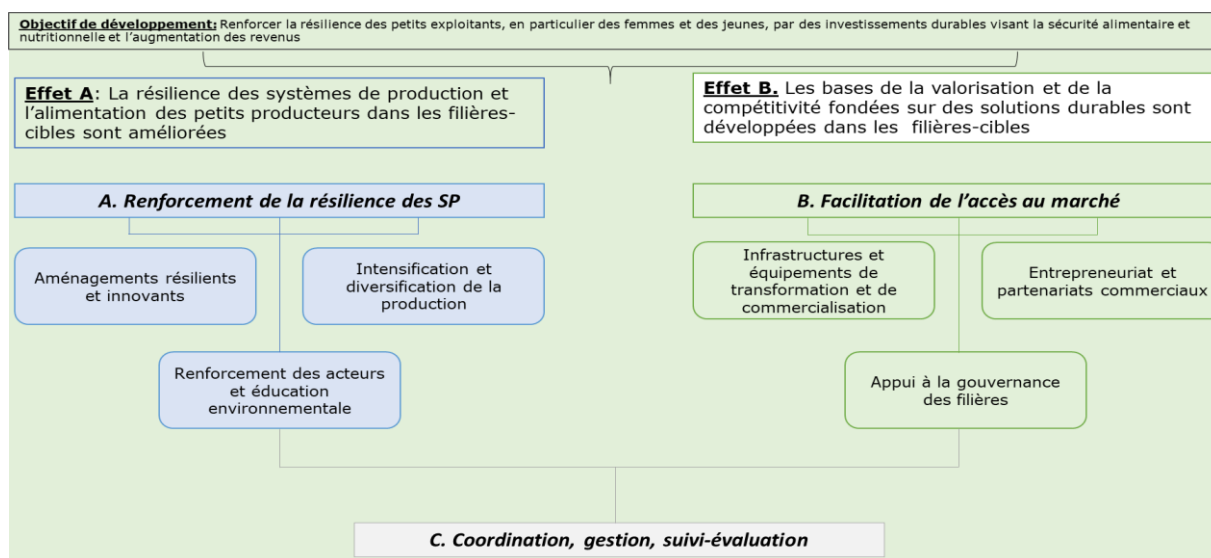 Objectif de développement: Renforcer la résilience des petits exploitants, en particulier des femmes et des jeunes, par des investissements durables visant la sécurité alimentaire et
nutritionnelle et l'augmentation des revenus
Effet A: La résilience des systèmes de production et
l'alimentation des petits producteurs dans les filières-
cibles sont améliorées
Effet B. Les bases de la valorisation et de la
compétitivité fondées sur des solutions durables sont
développées dans les filières-cibles
A. Renforcement de la résilience des SP
B. Facilitation de l'accès au marché
Aménagements résilients
et innovants
Intensification et
diversification de la
production
Infrastructures et
équipements de
transformation et de
commercialisation
Entrepreneuriat et
partenariats commerciaux
Renforcement des acteurs
et éducation
environnementale
Appui à la gouvernance
des filières
C. Coordination, gestion, suivi-évaluation